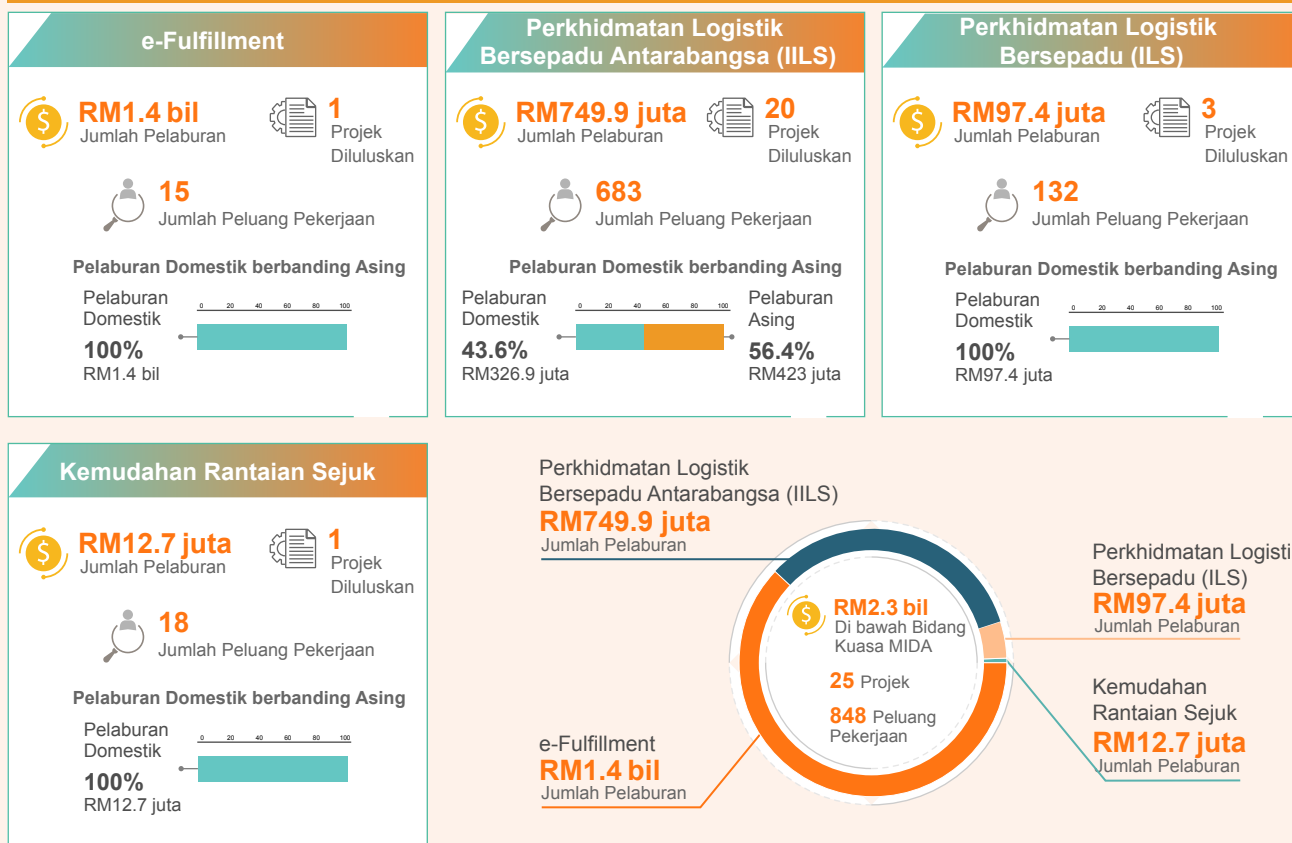 e-Fulfillment
RM1.4 bil
Jumlah Pelaburan
1
Projek
Diluluskan
15
Jumlah Peluang Pekerjaan
Pelaburan Domestik berbanding Asing
Pelaburan
Domestik
0 20 40 60 80 100
100%
RM1.4 bil
Perkhidmatan Logistik
Bersepadu Antarabangsa (IILS)
RM749.9 juta
Jumlah Pelaburan
20
Projek
Diluluskan
683
Jumlah Peluang Pekerjaan
Pelaburan Domestik berbanding Asing
Pelaburan
Domestik
0 20 40 60 80 100
43.6%
RM326.9 juta
Pelaburan
Asing
56.4%
RM423 juta
Perkhidmatan Logistik
Bersepadu (ILS)
RM97.4 juta
Jumlah Pelaburan
3
Projek
Diluluskan
132
Jumlah Peluang Pekerjaan
Pelaburan Domestik berbanding Asing
Pelaburan
Domestik
0 20 40 60 80 100
100%
RM97.4 juta
Kemudahan Rantaian Sejuk
RM12.7 juta
Jumlah Pelaburan
1
Projek
Diluluskan
18
Jumlah Peluang Pekerjaan
Pelaburan Domestik berbanding Asing
Pelaburan
Domestik
0 20 40 60 80 100
100%
RM12.7 juta
Perkhidmatan Logistik
Bersepadu Antarabangsa (IILS)
RM749.9 juta
Jumlah Pelaburan
e-Fulfillment
RM1.4 bil
Jumlah Pelaburan
RM2.3 bil
Di bawah Bidang
Kuasa MIDA
25 Projek
848 Peluang
Pekerjaan
Perkhidmatan Logisti
Bersepadu (ILS)
RM97.4 juta
Jumlah Pelaburan
Kemudahan
Rantaian Sejuk
RM12.7 juta
Jumlah Pelaburan